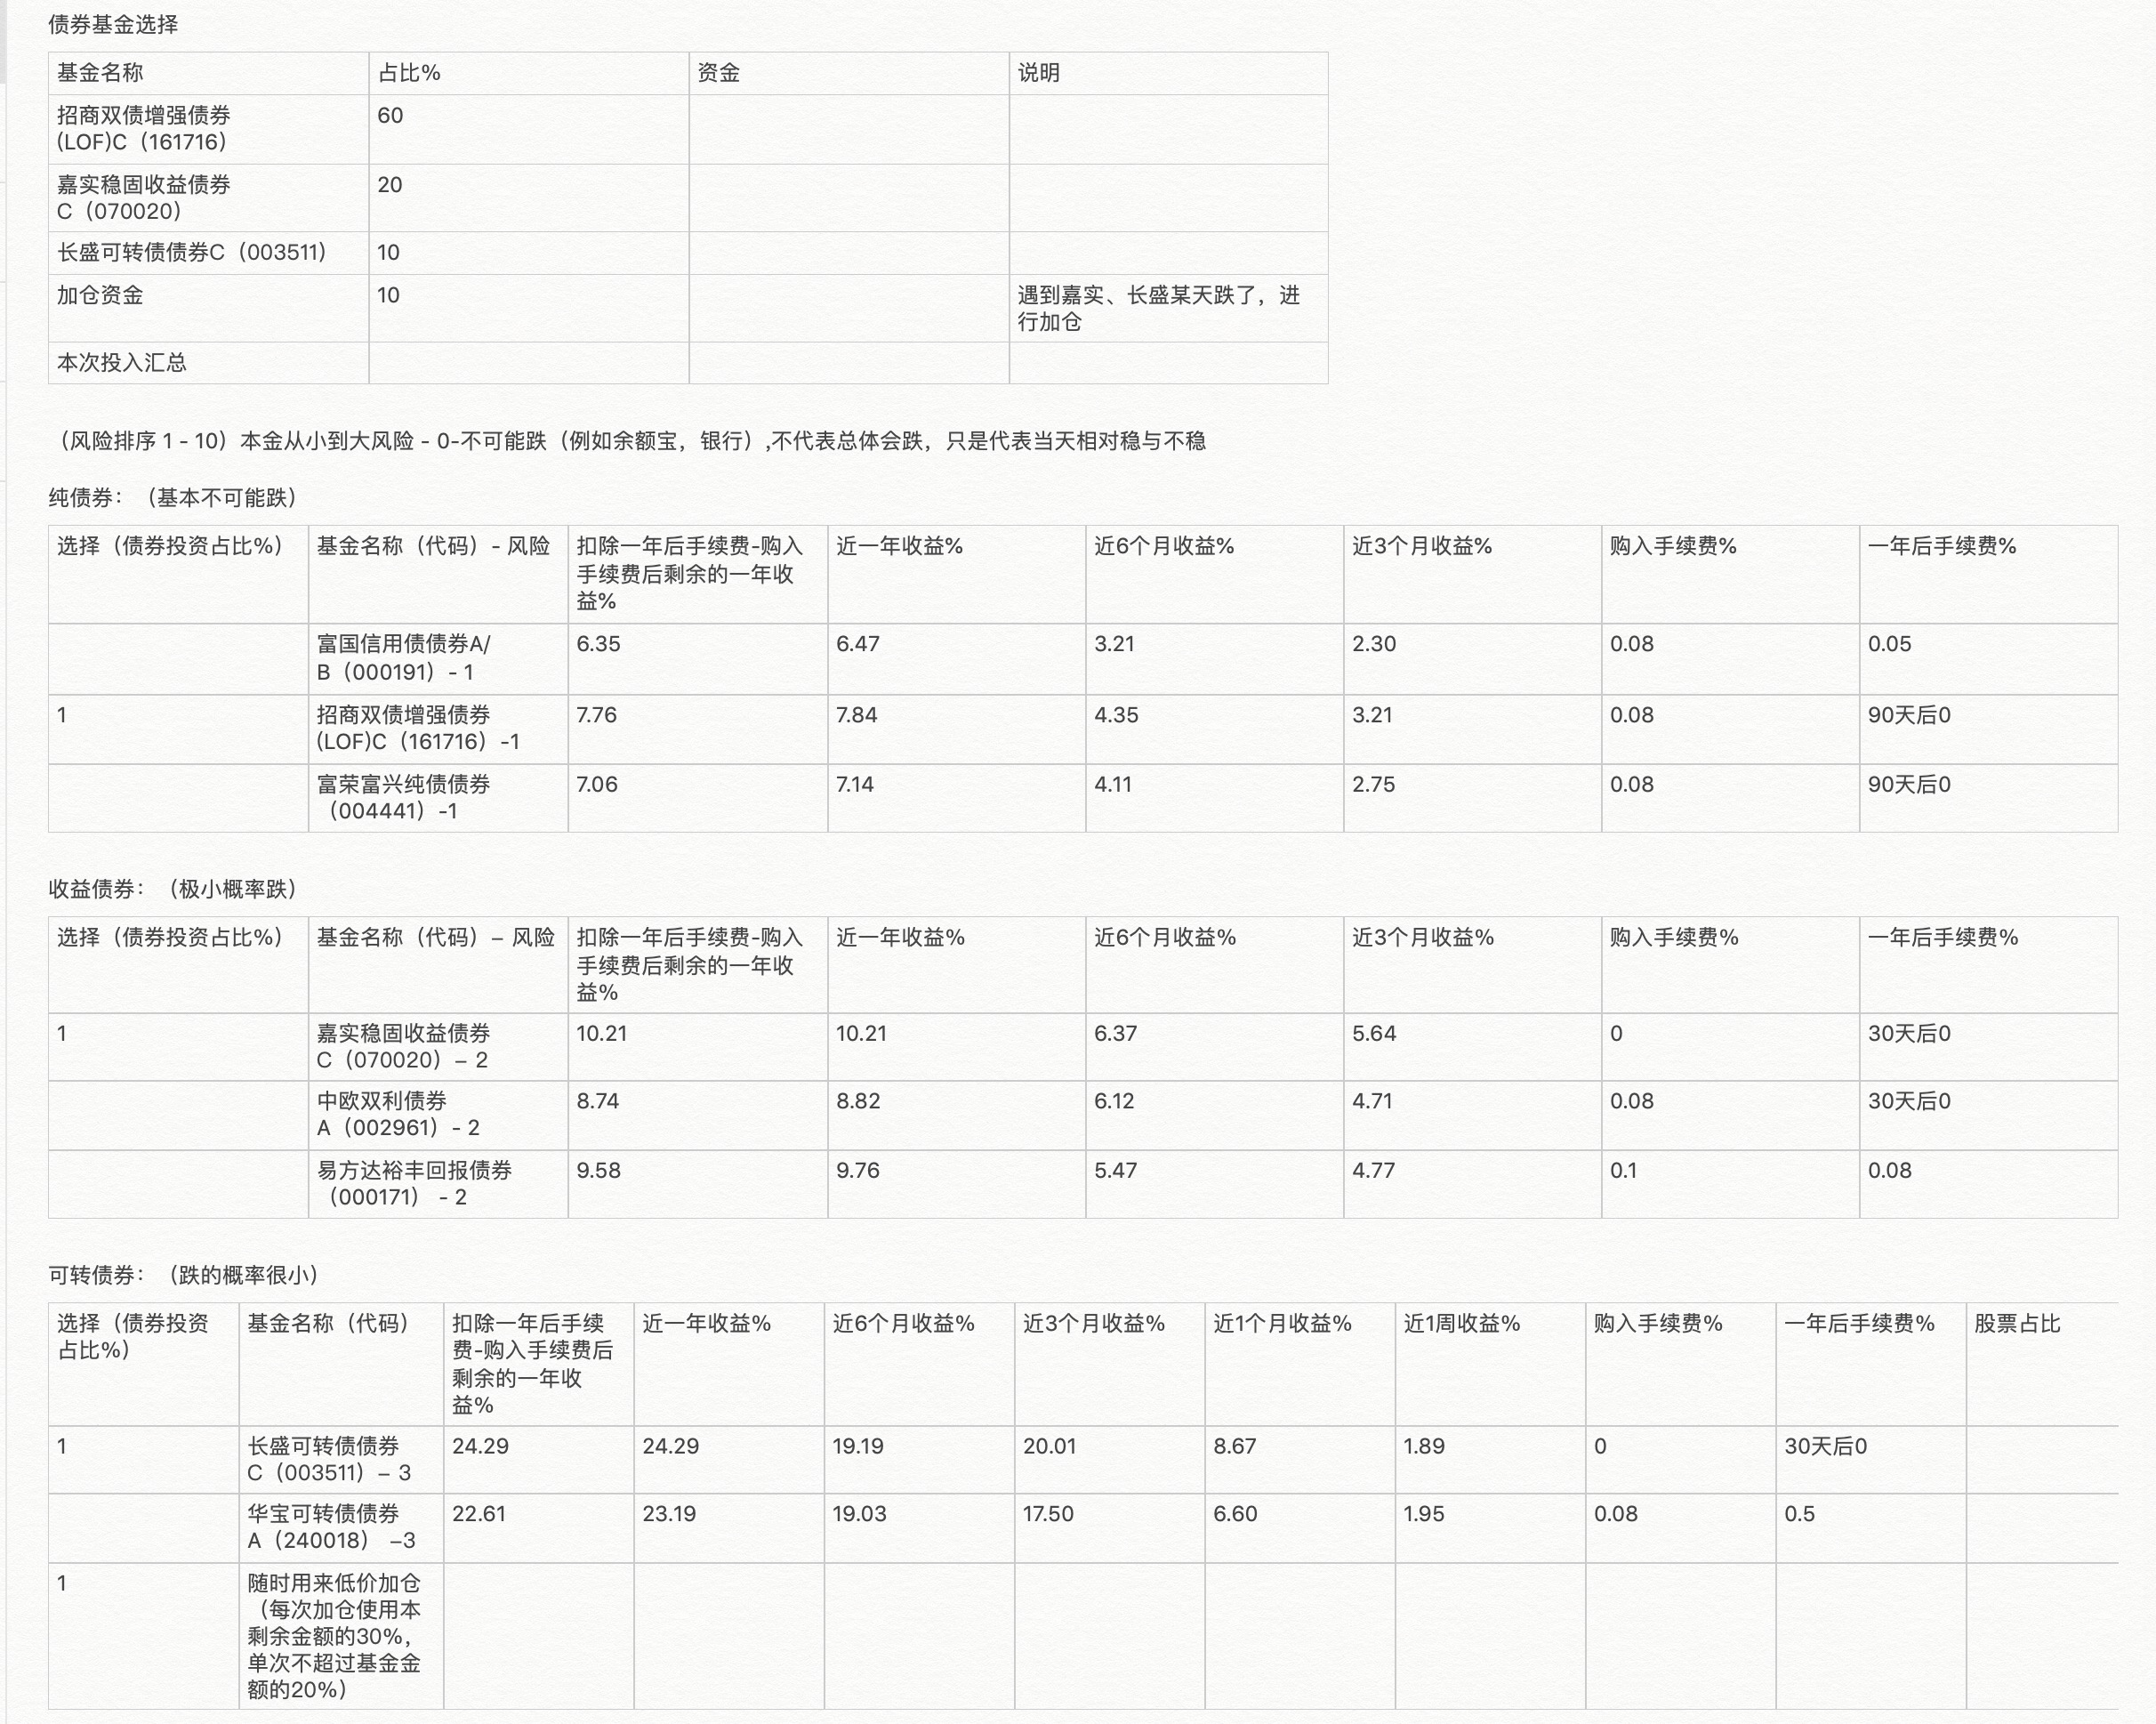 债券基金选择
基金名称 占比% 资金 说明
招商双债增强债券 60
(LOF)C（161716）
嘉实稳固收益债券 20
C（070020）
长盛可转债债券C（003511） 10
加仓资金 10 遇到嘉实、长盛某天跌了，进
行加仓
本次投入汇总
（风险排序 1 - 10）本金从小到大风险 - 0-不可能跌（例如余额宝，银行）,不代表总体会跌，只是代表当天相对稳与不稳
纯债券：（基本不可能跌）
选择（债券投资占比%） 基金名称（代码）- 风险 扣除一年后手续费-购入 近一年收益% 近6个月收益% 近3个月收益% 购入手续费% 一年后手续费%
手续费后剩余的一年收
益%
富国信用债债券A/ 6.35 6.47 3.21 2.30 0.08 0.05
B（000191）- 1
1 招商双债增强债券 7.76 7.84 4.35 3.21 0.08 90天后0
(LOF)C（161716）-1
富荣富兴纯债债券 7.06 7.14 4.11 2.75 0.08 90天后0
（004441）-1
收益债券：（极小概率跌）
选择（债券投资占比%） 基金名称（代码）– 风险 扣除一年后手续费-购入 近一年收益% 近6个月收益% 近3个月收益% 购入手续费% 一年后手续费%
手续费后剩余的一年收
益%
1 嘉实稳固收益债券 10.21 10.21 6.37 5.64 0 30天后0
C（070020）– 2
中欧双利债券 8.74 8.82 6.12 4.71 0.08 30天后0
A（002961）- 2
易方达裕丰回报债券 9.58 9.76 5.47 4.77 0.1 0.08
（000171） - 2
可转债券：（跌的概率很小）
选择（债券投资 基金名称（代码） 扣除一年后手续 近一年收益% 近6个月收益% 近3个月收益% 近1个月收益% 近1周收益% 购入手续费% 一年后手续费% 股票占比
占比%） 费-购入手续费后
剩余的一年收
益%
1 长盛可转债债券 24.29 24.29 19.19 20.01 8.67 1.89 0 30天后0
C（003511）– 3
华宝可转债债券 22.61 23.19 19.03 17.50 6.60 1.95 0.08 0.5
A（240018） –3
1 随时用来低价加仓
（每次加仓使用本
剩余金额的30%，
单次不超过基金金
额的20%）